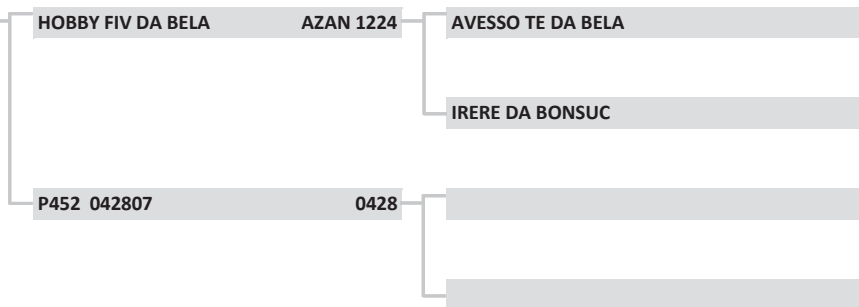 HOBBY FIV DA BELA AZAN 1224 AVESSO TE DA BELA
IRERE DA BONSUC
P452 042807 0428